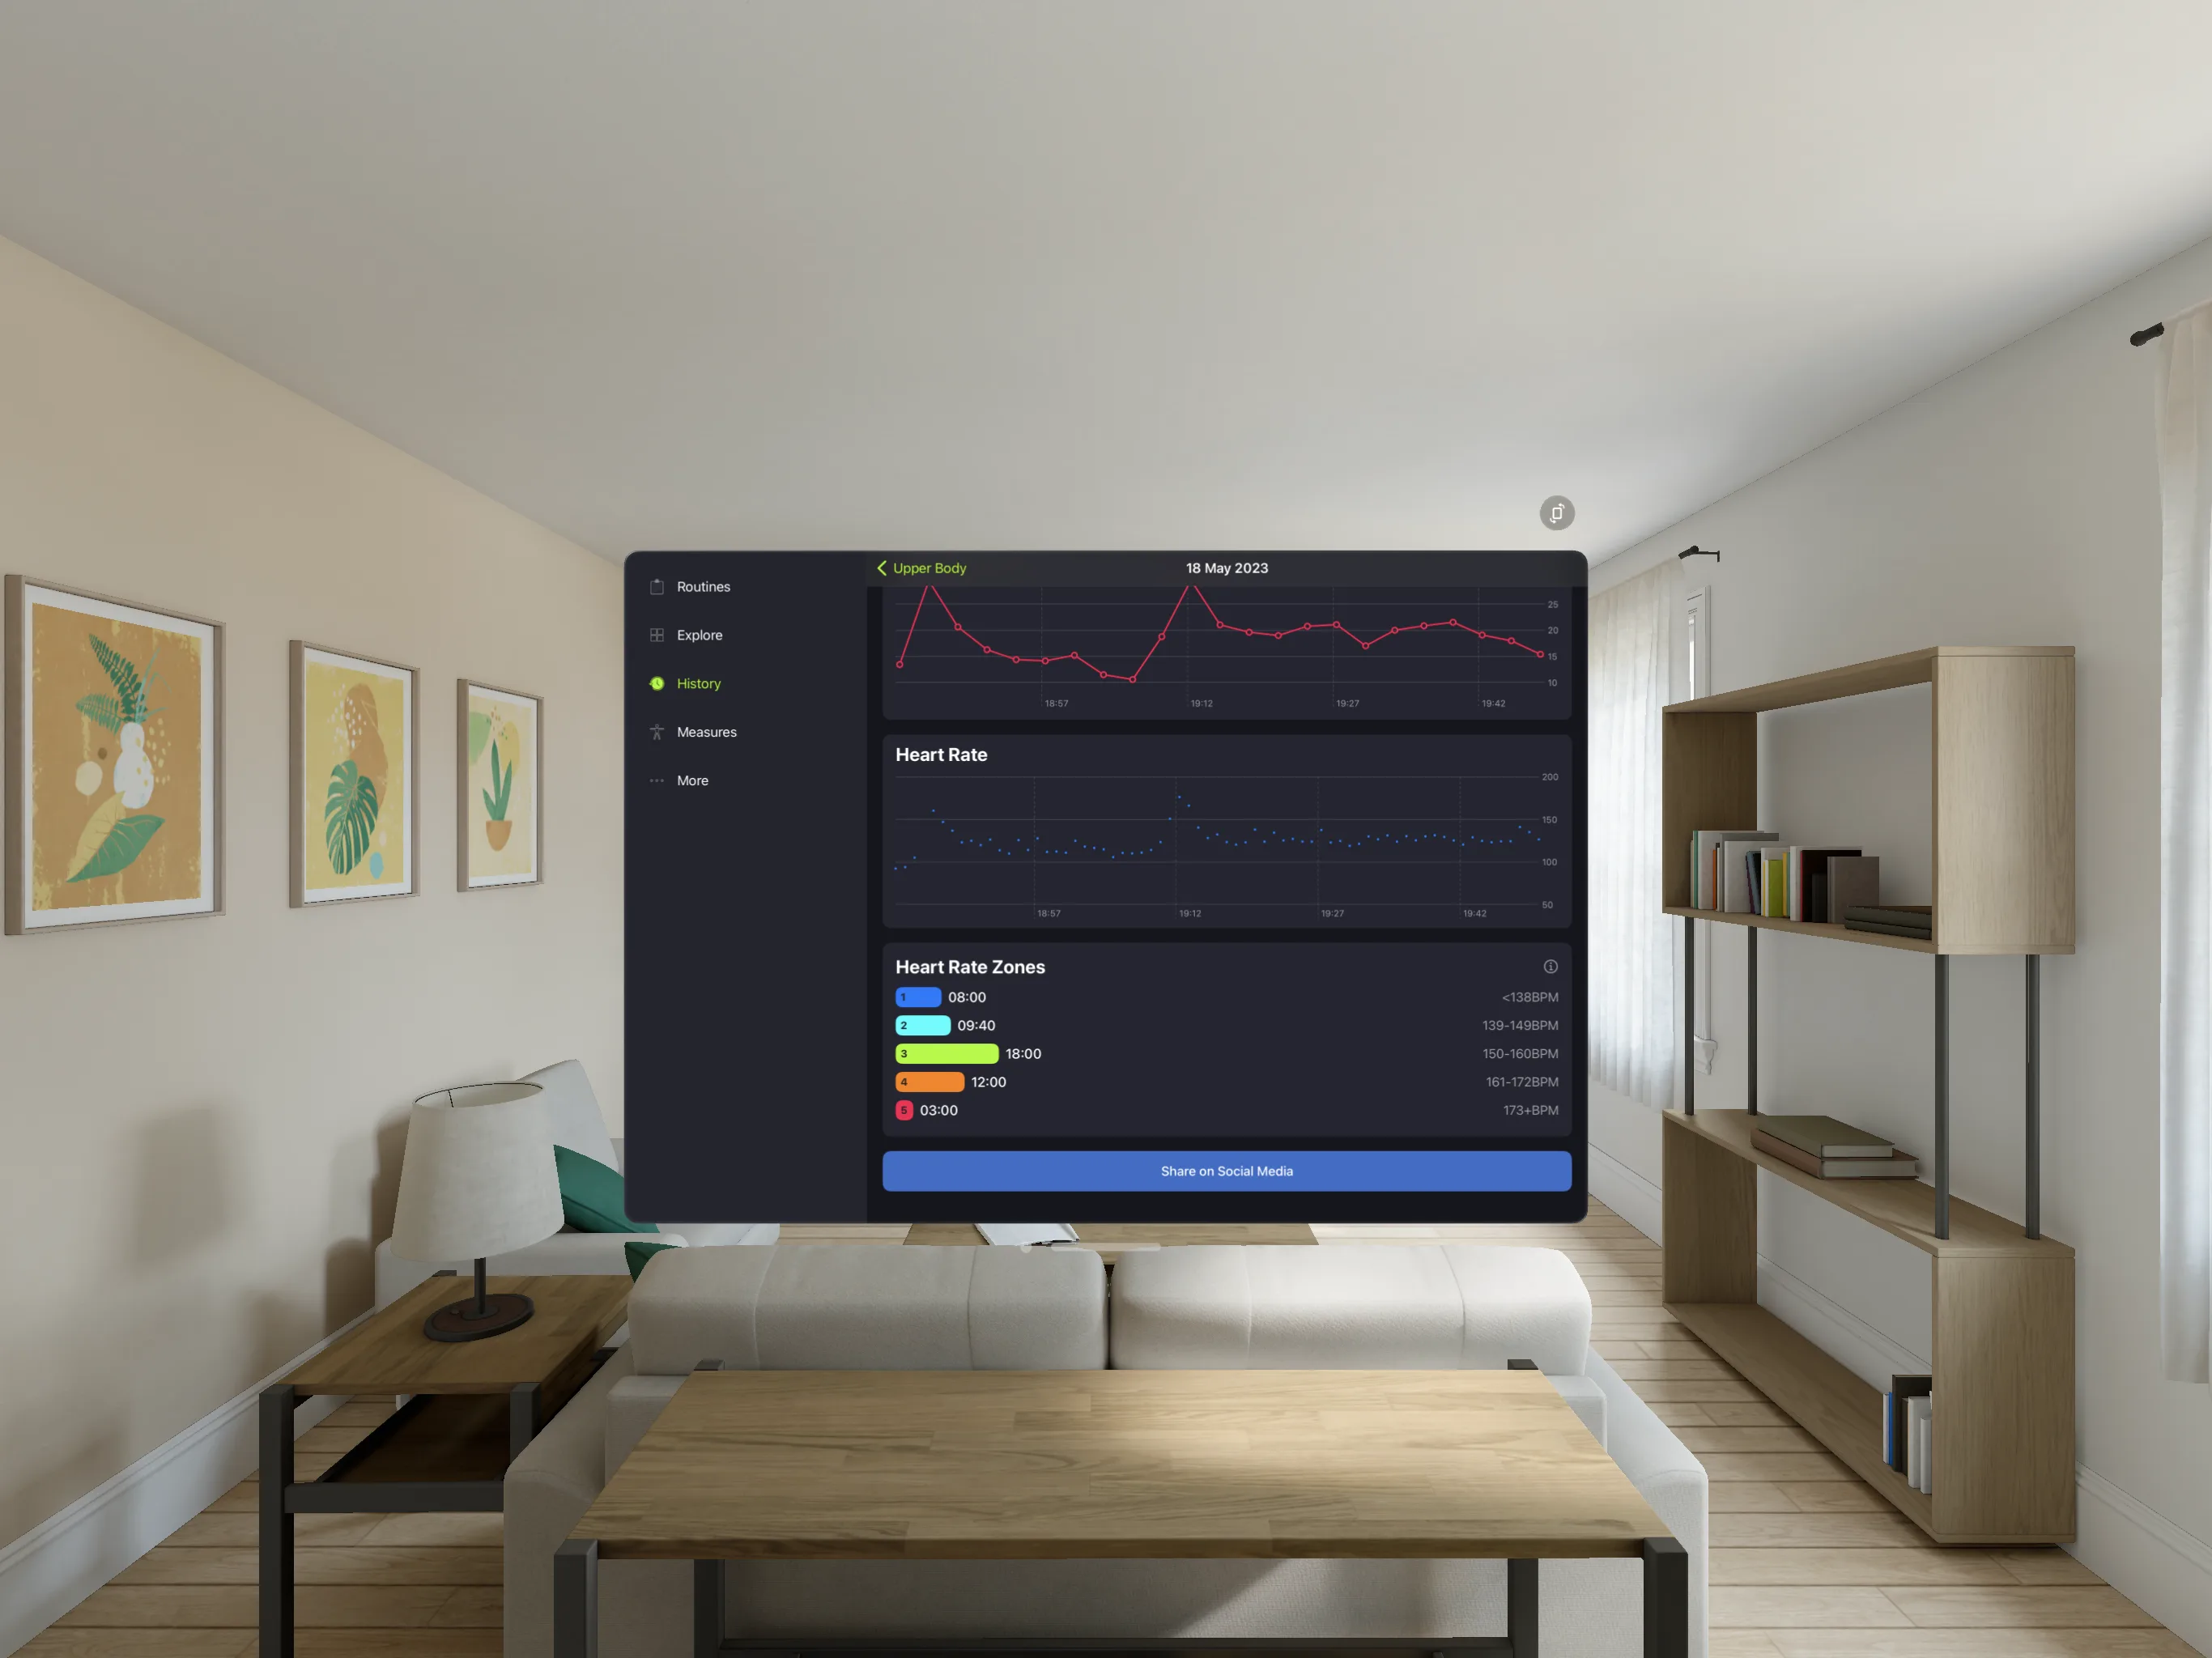 Routines
Explore
History
Measures
More
Upper Body
18 May 2023
25
20
15
10
18:57
19:12
19:27
19:42
Heart Rate
200
150
100
50
18:57
19:12
19:27
19:42
Heart Rate Zones
1 08:00 <138BPM
2 09:40 139-149BPM
3 18:00 150-160BPM
4 12:00 161-172BPM
5 03:00 173+BPM
Share on Social Media